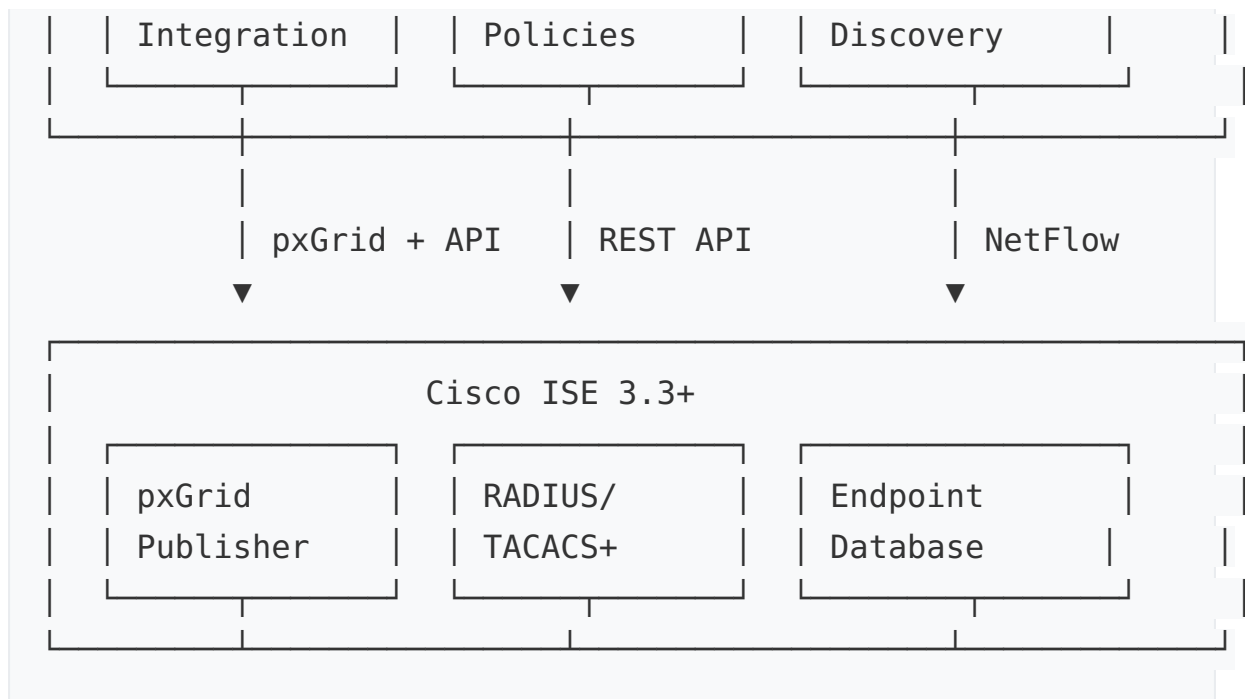 Integration Policies Discovery
pxGrid + API REST API NetFlow
Cisco ISE 3.3+
pxGrid RADIUS/ Endpoint
Publisher TACACS+ Database